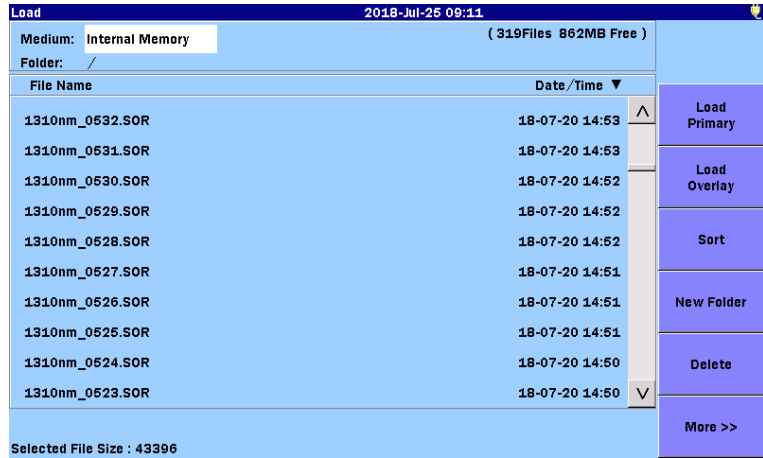 Load 2018-Jul-25 09:11
Medium: Internal Memory ( 319Files 862MB Free )
Folder: /
File Name Date/Time ▼
1310nm_0532.SOR 18-07-20 14:53
1310nm_0531.SOR 18-07-20 14:53
1310nm_0530.SOR 18-07-20 14:52
1310nm_0529.SOR 18-07-20 14:52
1310nm_0528.SOR 18-07-20 14:52
1310nm_0527.SOR 18-07-20 14:51
1310nm_0526.SOR 18-07-20 14:51
1310nm_0525.SOR 18-07-20 14:51
1310nm_0524.SOR 18-07-20 14:50
1310nm_0523.SOR 18-07-20 14:50
Selected File Size : 43396
Load
Primary
Load
Overlay
Sort
New Folder
Delete
More >>